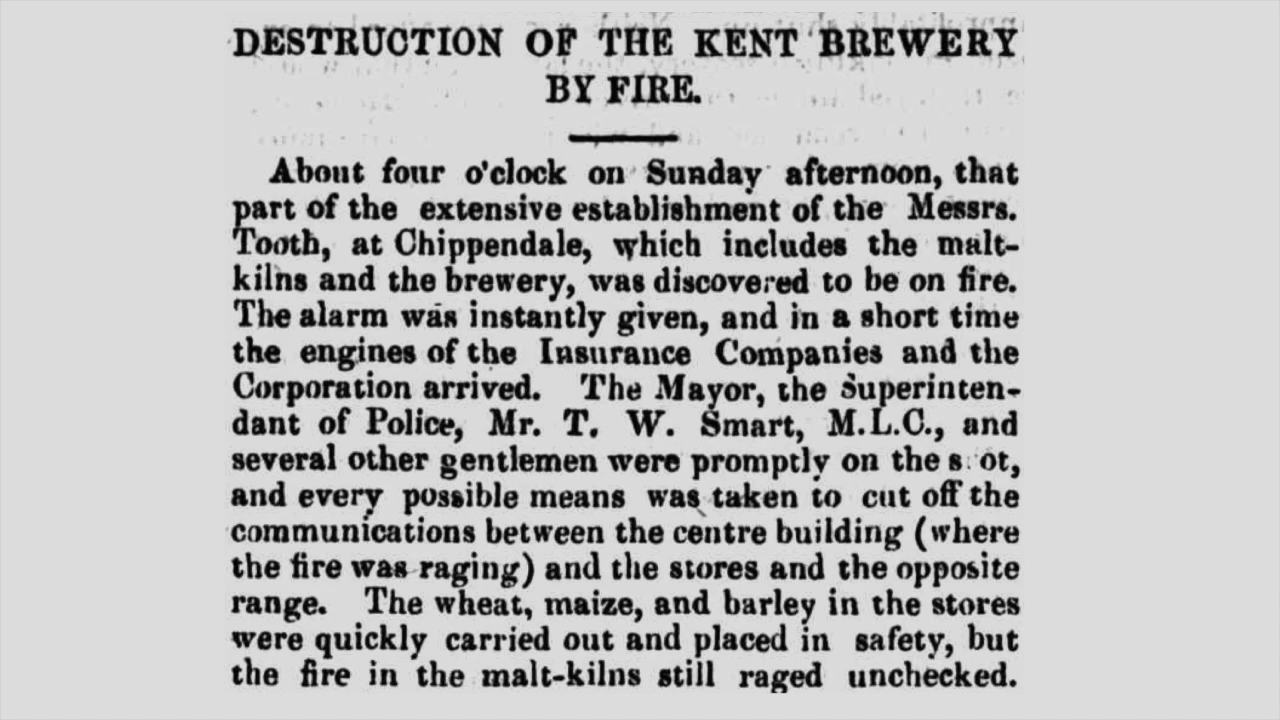 DESTRUCTION OF THE KENT BREWERY
BY FIRE.
About four o'clock on Sunday afternoon, that
part of the extensive establishment of the Messrs.
Tooth, at Chippendale, which includes the malt-
kilns and the brewery, was discovered to be on fire.
The alarm was instantly given, and in a short time
the engines of the Insurance Companies and the
Corporation arrived. The Mayor, the Superinten-
dant of Police, Mr. T. W. Smart, M.L.C., and
several other gentlemen were promptly on the s ot,
and every possible means was taken to cut off the
communications between the centre building (where
the fire was raging) and the stores and the opposite
range. The wheat, maize, and barley in the stores
were quickly carried out and placed in safety, but
the fire in the malt-kilns still raged unchecked.